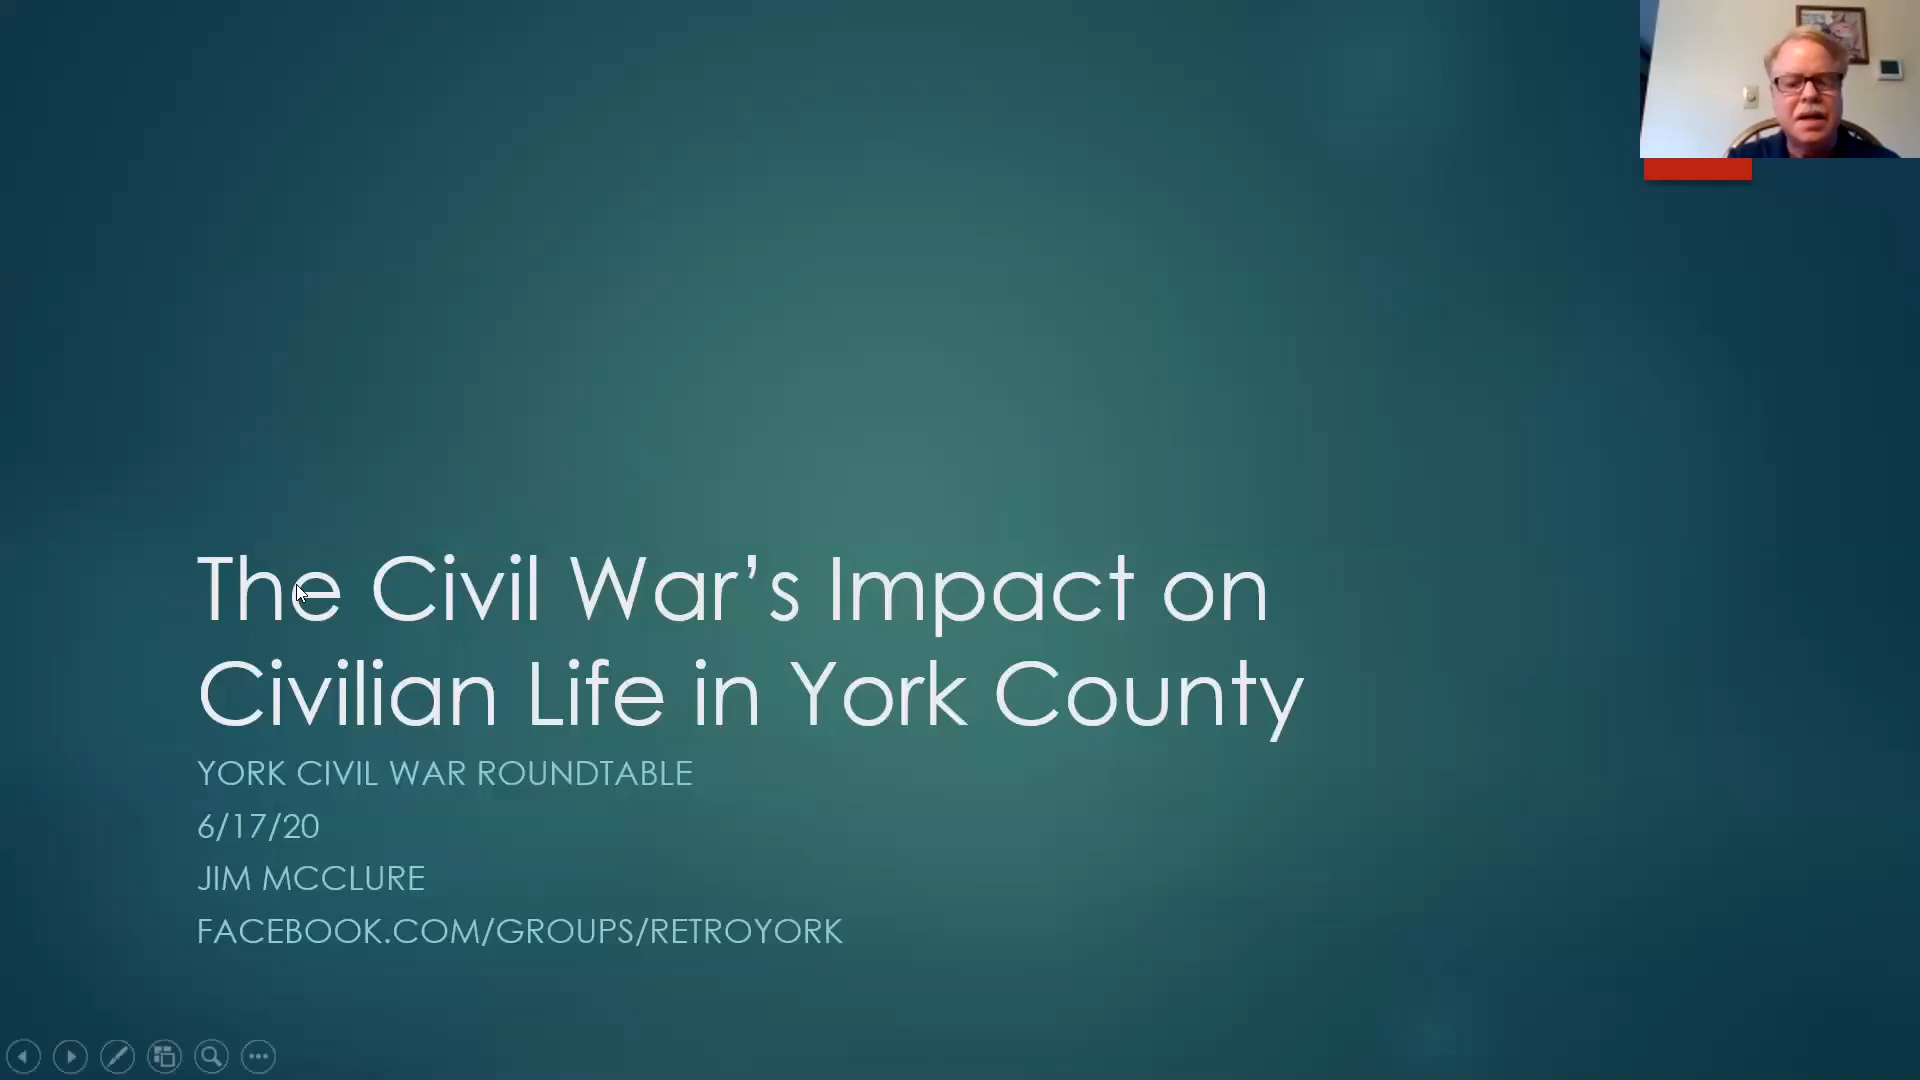 The Civil War’s Impact on
Civilian Life in York County
YORK CIVIL WAR ROUNDTABLE
6/17/20
JIM MCCLURE
FACEBOOK.COM/GROUPS/RETROYORK